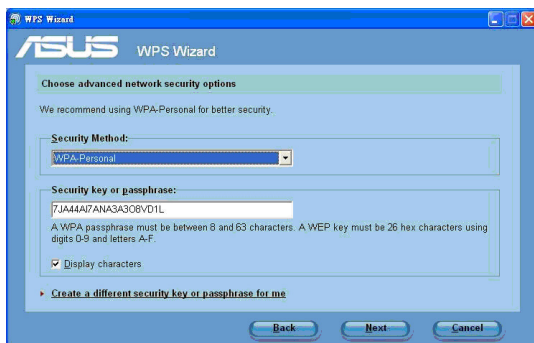 WPS Wizard
ASUS WPS Wizard
Choose advanced network security options
We recommend using WPA-Personal for better security.
Security Method:
WPA-Personal
Security key or passphrase:
7JA44AI7ANA3A3O8VD1L
A WPA passphrase must be between 8 and 63 characters. A WEP key must be 26 hex characters using
digits 0-9 and letters A-F.
Display characters
Create a different security key or passphrase for me
Back Next Cancel